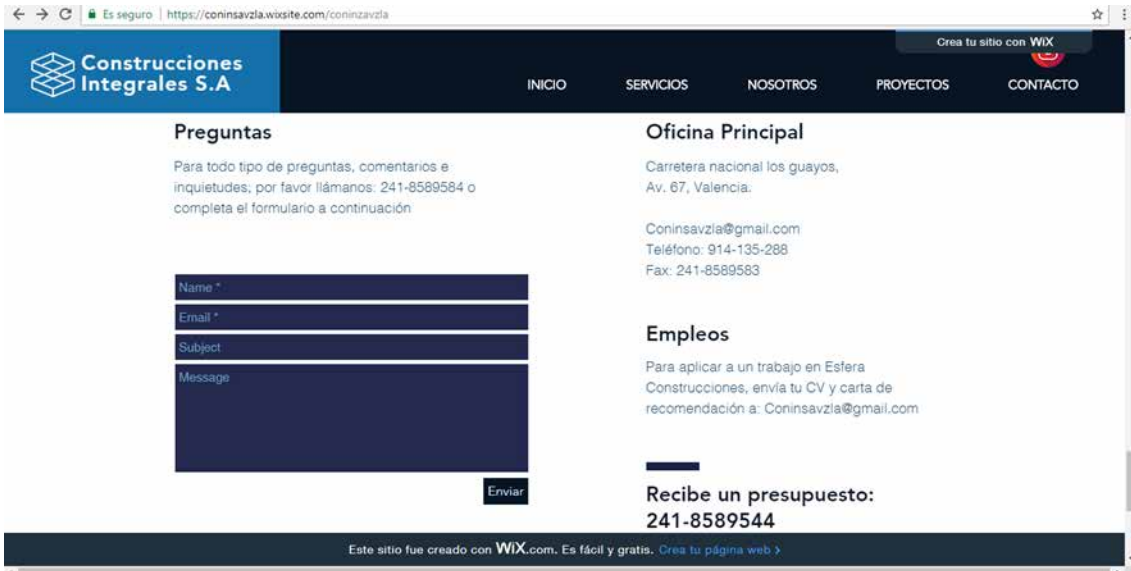 Es seguro
https://coninsavzla.wixsite.com/coninzavzla
Crea tu sitio con WiX
Construcciones
Integrales S.A
INICIO
SERVICIOS
NOSOTROS
PROYECTOS
CONTACTO
Preguntas
Para todo tipo de preguntas, comentarios e
inquietudes, por favor llámanos: 241-8589584 o
completa el formulario a continuación
Name *
Email *
Subject
Message
Enviar
Oficina Principal
Carretera nacional los guayos,
Av. 67, Valencia.
Coninsavzla@gmail.com
Teléfono: 914-135-288
Fax: 241-8589583
Empleos
Para aplicar a un trabajo en Esfera
Construcciones, envía tu CV y carta de
recomendación a: Coninsavzla@gmail.com
Recibe un presupuesto:
241-8589544
Este sitio fue creado con WiX.com. Es fácil y gratis. Crea tu página web >